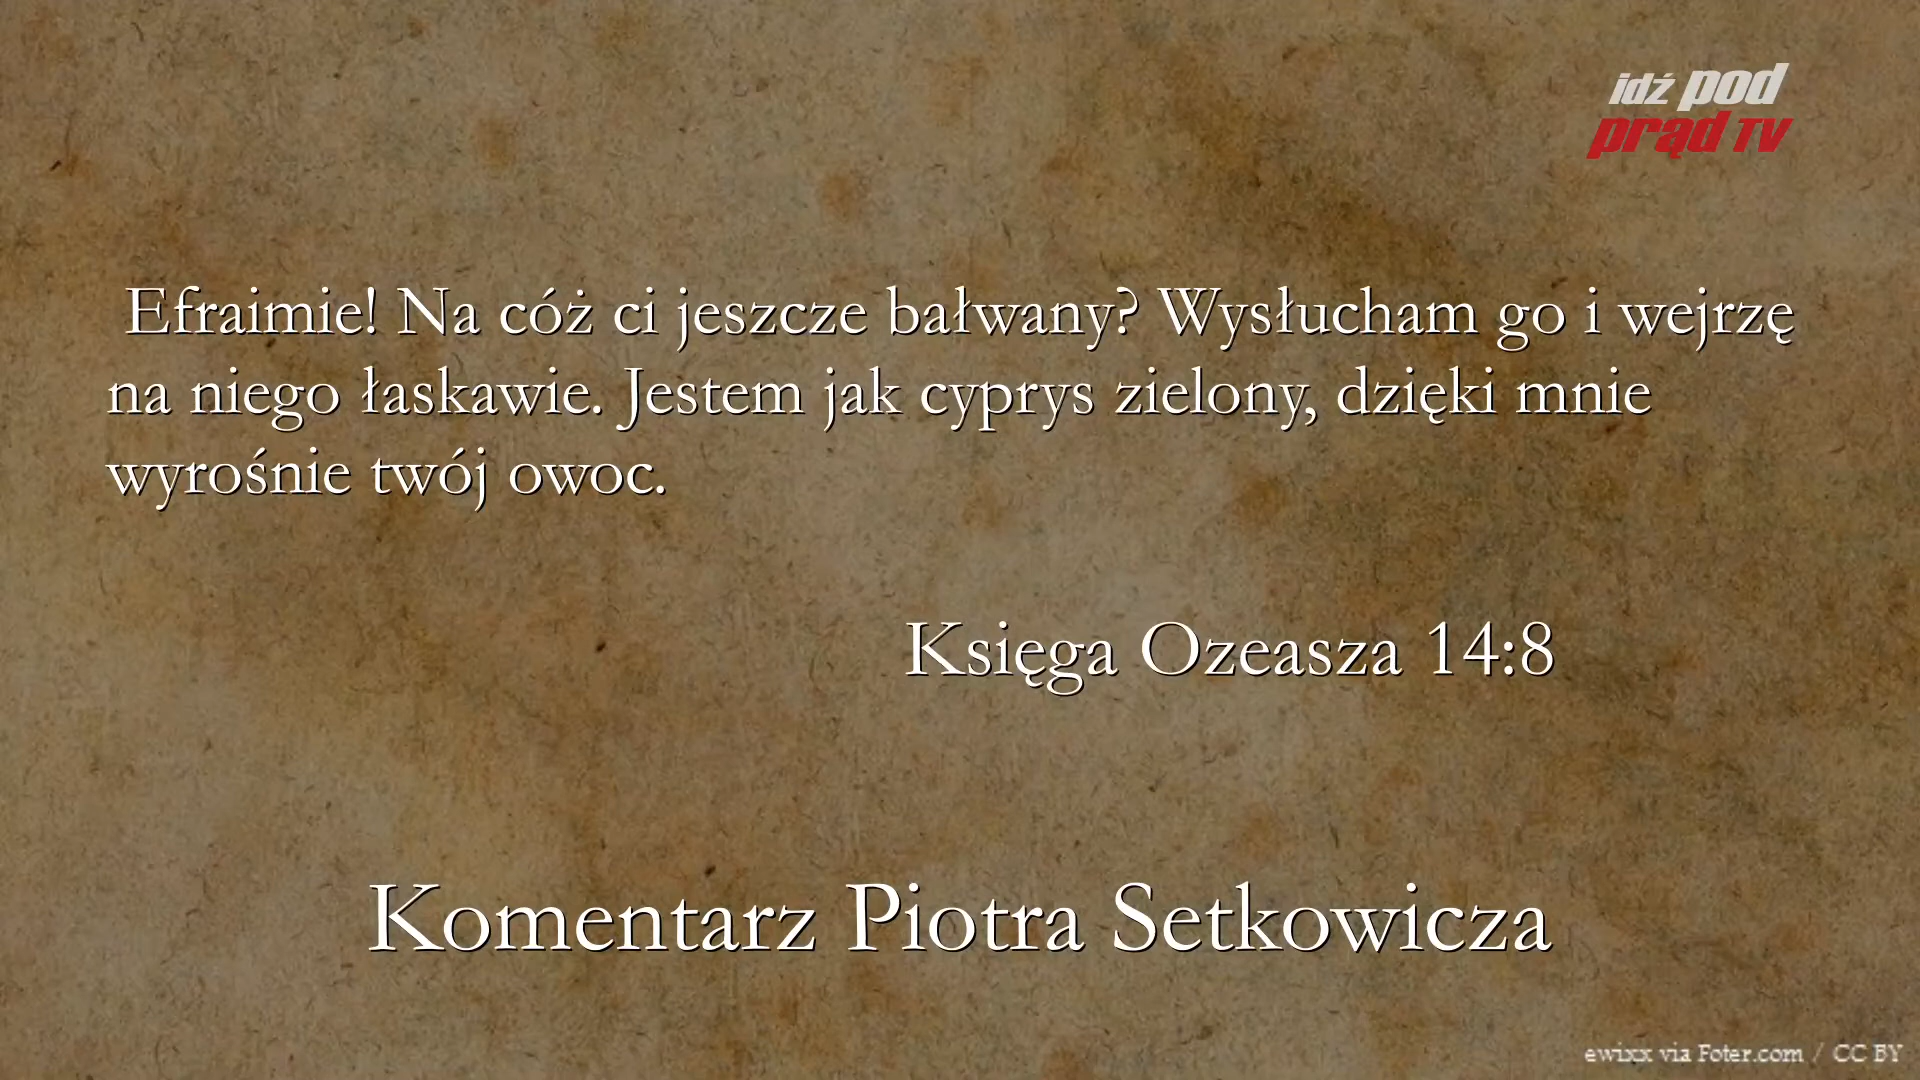 idź pod
prąd TV
Efraimie! Na cóż ci jeszcze bałwany? Wysłucham go i wejrzę
na niego łaskawie. Jestem jak cyprys zielony, dzięki mnie
wyrośnie twój owoc.
Księga Ozeasza 14:8
Komentarz Piotra Setkowicza
ewixx via Foter.com / CC BY